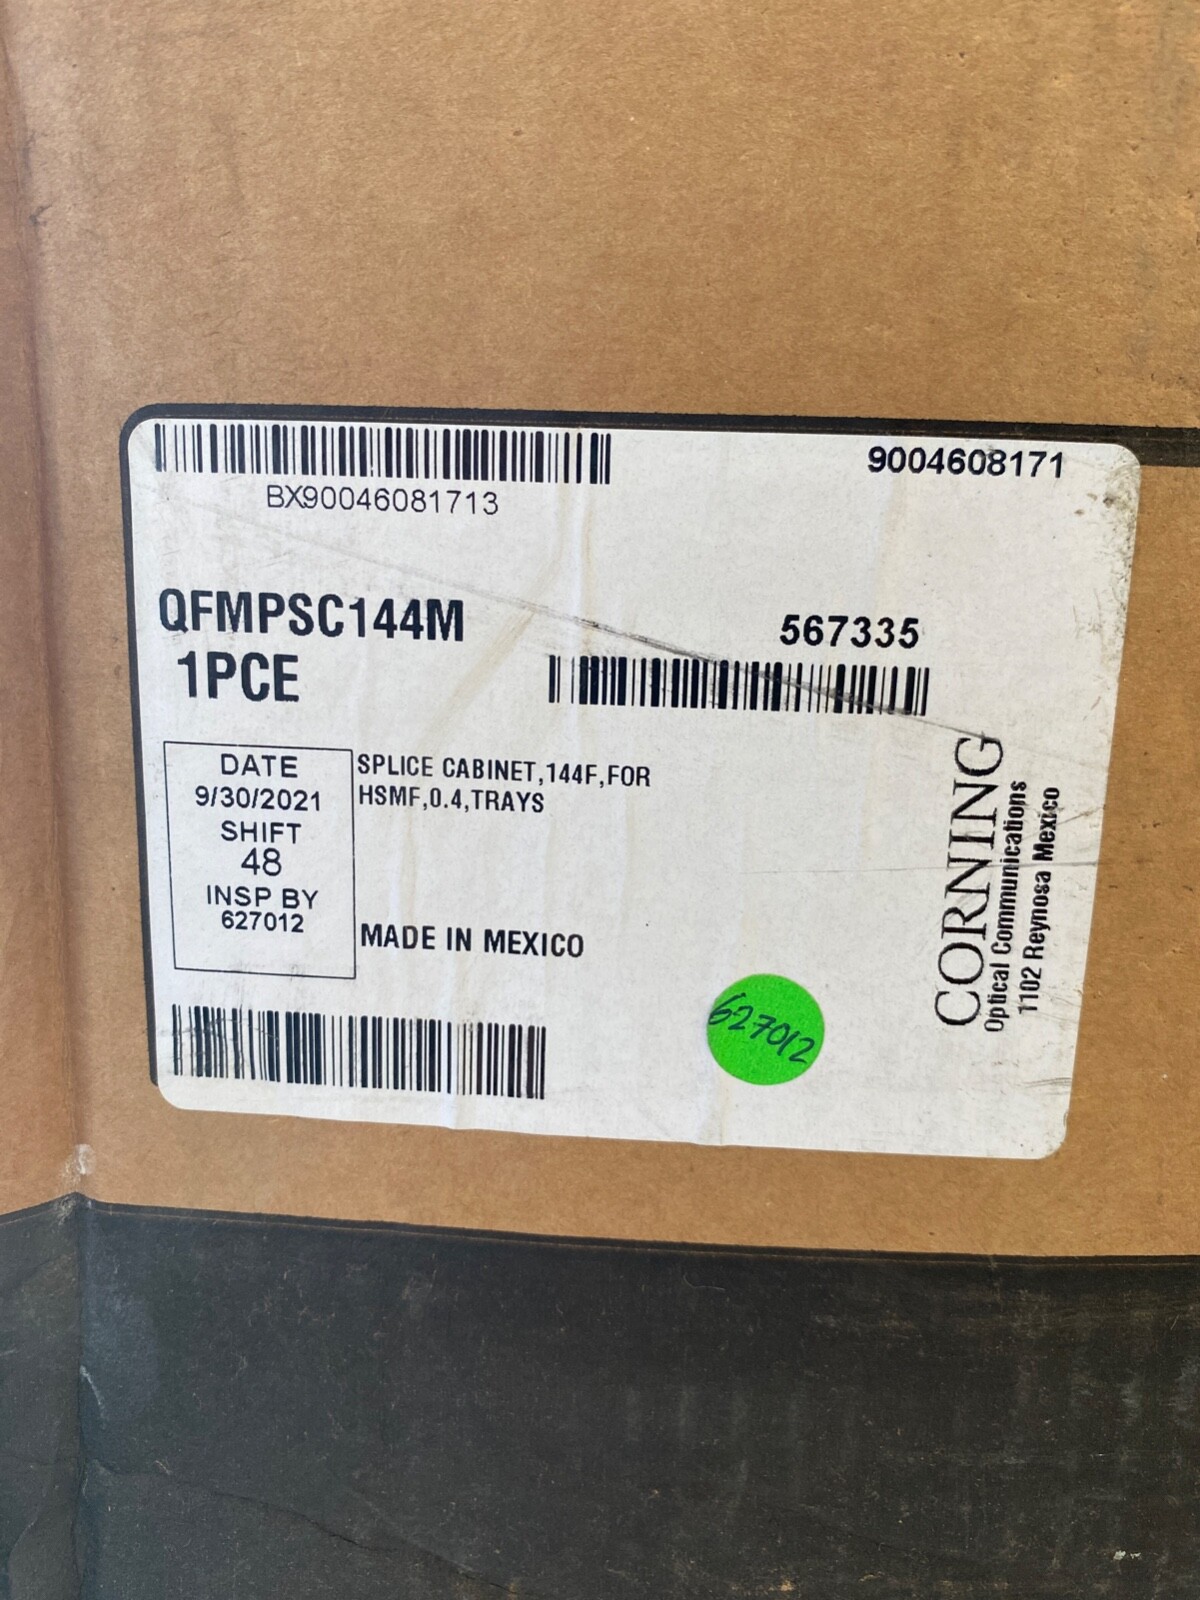 BX90046081713
9004608171
QFMPSC144M
1PCE
567335
DATE
9/30/2021
SHIFT
48
INSP BY
627012
SPLICE CABINET,144F,FOR
HSMF,0.4,TRAYS
MADE IN MEXICO
CORNING
Optical Communications
1102 Reynosa Mexico
627012